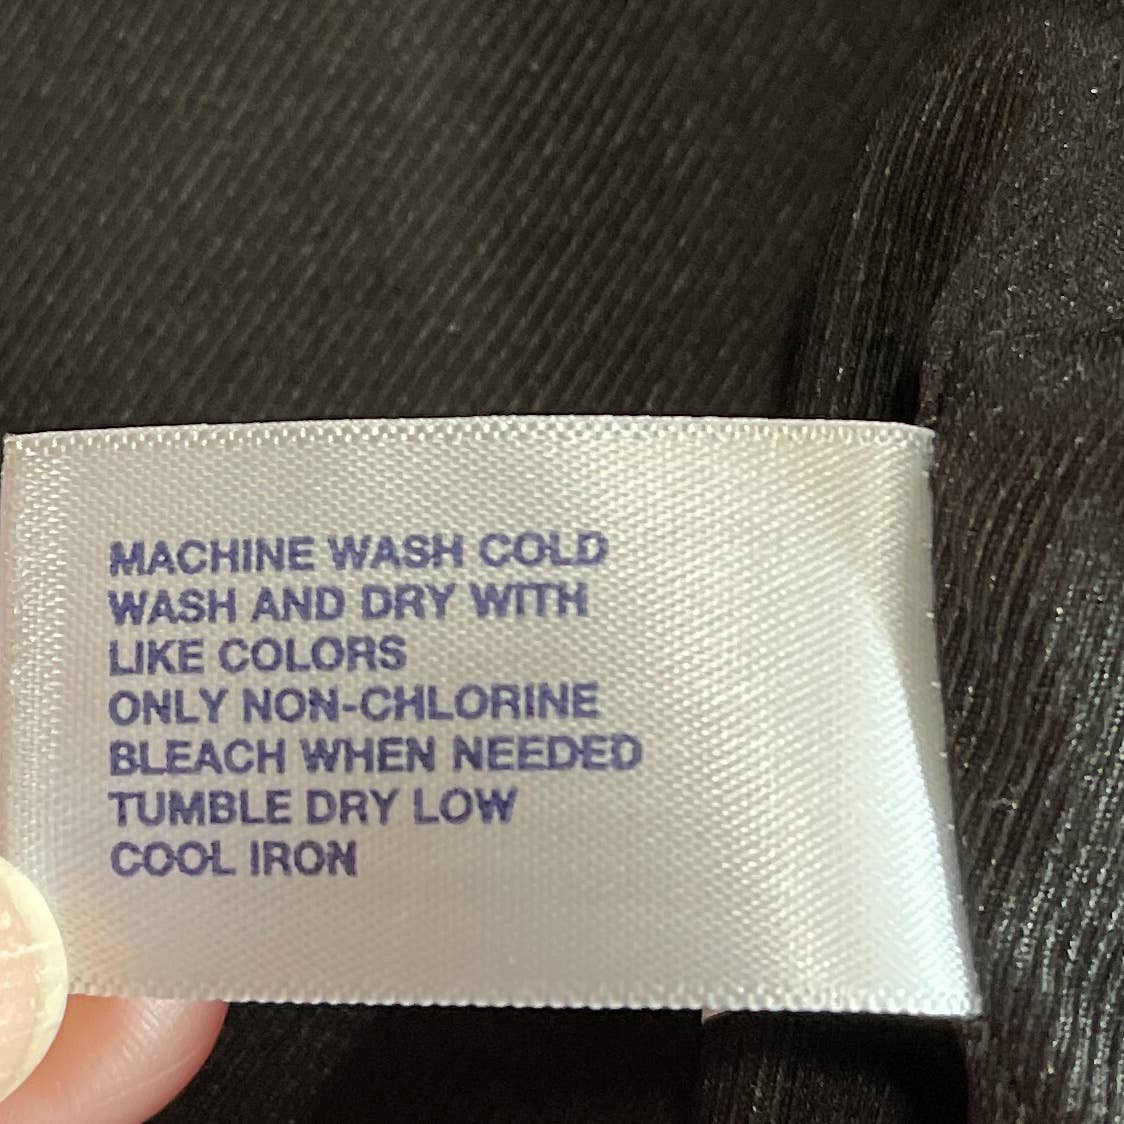 MACHINE WASH COLD
WASH AND DRY WITH
LIKE COLORS
ONLY NON-CHLORINE
BLEACH WHEN NEEDED
TUMBLE DRY LOW
COOL IRON